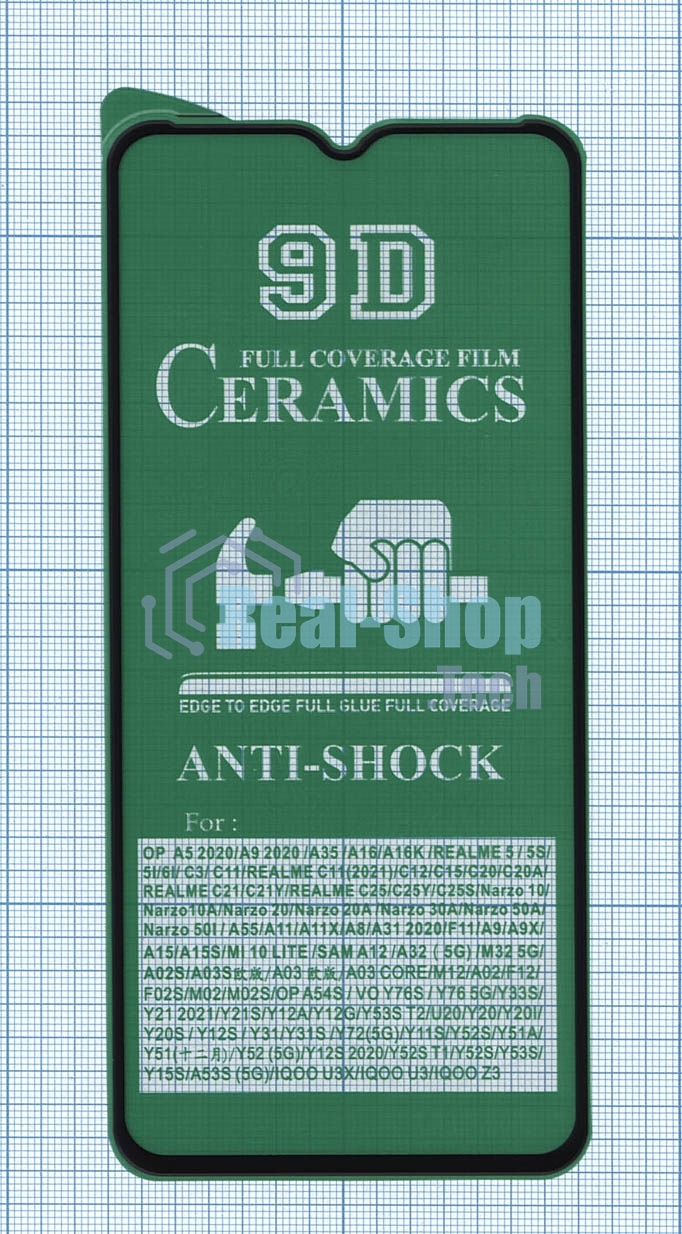 9D
FULL COVERAGE FILM
CERAMICS
Real Shop
Tech
EDGE TO EDGE FULL GLUE FULL COVERAGE
ANTI-SHOCK
For :
OP A5 2020/A9 2020 /A35 /A16/A16K /REALME 5 / 5S/
5I/6I/ C3/ C11/REALME C11(2021)/C12/C15/C20/C20A/
REALME C21/C21Y/REALME C25/C25Y/C25S/Narzo 10/
Narzo10A/Narzo 20/Narzo 20A /Narzo 30A/Narzo 50A/
Narzo 50I / A55/A11/A11X/A8/A31 2020/F11/A9/A9X/
A15/A15S/MI 10 LITE /SAM A12 /A32 ( 5G) /M32 5G/
A02S/A03S欧版/A03 欧版/A03 CORE/M12/A02/F12/
F02S/M02/M02S/OP A54S / VO Y76S / Y76 5G/Y33S/
Y21 2021/Y21S/Y12A/Y12G/Y53S T2/U20/Y20/Y20I/
Y20S / Y12S / Y31/Y31S /Y72(5G)/Y11S/Y52S/Y51A/
Y51(十二月)/Y52 (5G)/Y12S 2020/Y52S T1/Y52S/Y53S/
Y15S/A53S (5G)/IQOO U3X/IQOO U3/IQOO Z3